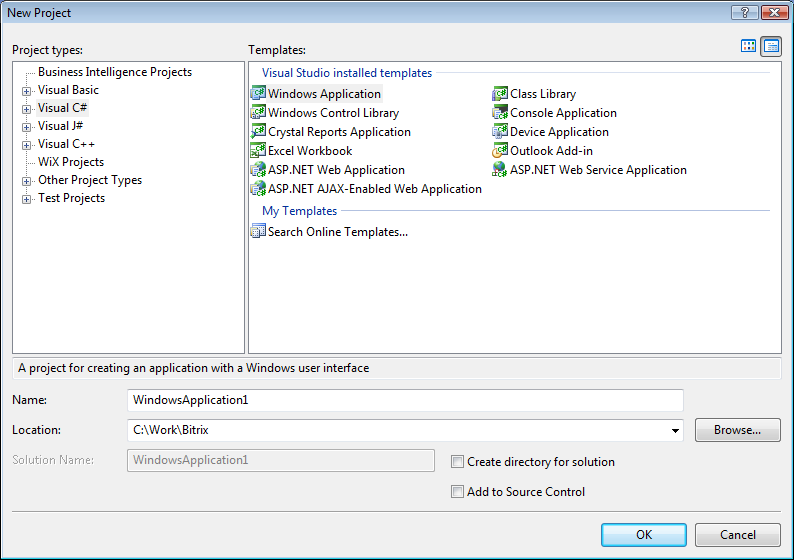 New Project
Project types:
Templates:
Business Intelligence Projects
Visual Basic
Visual C#
Visual J#
Visual C++
WiX Projects
Other Project Types
Test Projects
Visual Studio installed templates
Windows Application
Class Library
Windows Control Library
Console Application
Crystal Reports Application
Device Application
Excel Workbook
Outlook Add-in
ASP.NET Web Application
ASP.NET Web Service Application
ASP.NET AJAX-Enabled Web Application
My Templates
Search Online Templates...
A project for creating an application with a Windows user interface
Name:
WindowsApplication1
Location:
C:\Work\Bitrix
Browse...
Solution Name:
WindowsApplication1
Create directory for solution
Add to Source Control
OK
Cancel